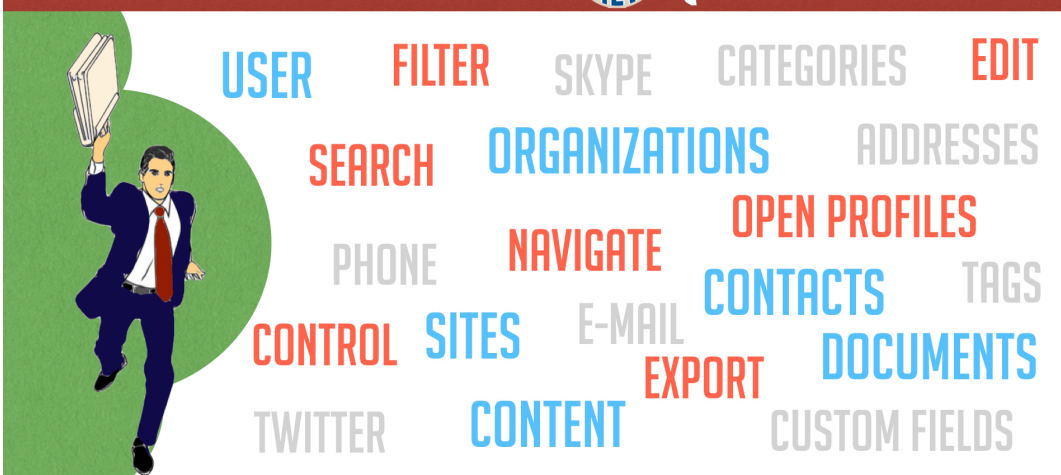 USER FILTER SKYPE CATEGORIES EDIT
SEARCH ORGANIZATIONS ADDRESSES
PHONE NAVIGATE OPEN PROFILES
CONTROL SITES E-MAIL CONTACTS TAGS
EXPORT DOCUMENTS
TWITTER CONTENT CUSTOM FIELDS